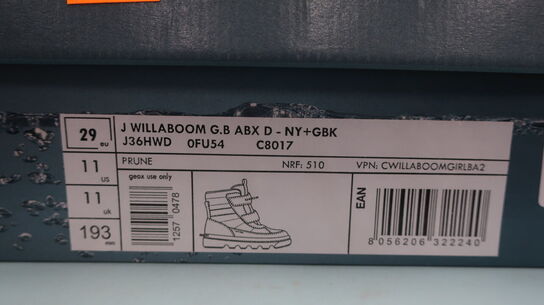 29 eu
J WILLABOOM G.B ABX D - NY+GBK
J36HWD 0FU54 C8017
11 us
PRUNE NRF: 510 VPN: CWILLABOOMGIRLBA2
geox use only
11 uk
193 mm
1257 0478
EAN
8 056206 322240